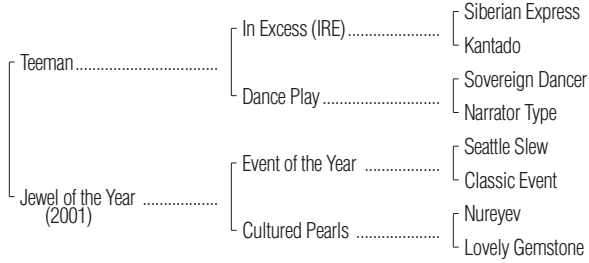 Siberian Express
In Excess (IRE)
Kantado
Teeman
Sovereign Dancer
Dance Play
Narrator Type
Seattle Slew
Event of the Year
Classic Event
Jewel of the Year
(2001)
Nureyev
Cultured Pearls
Lovely Gemstone